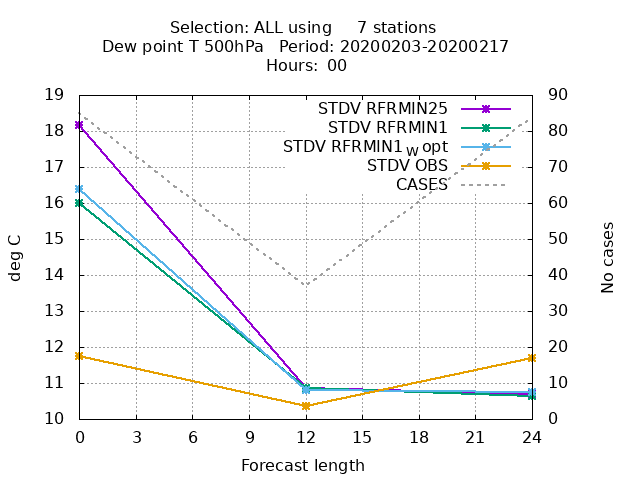 Selection: ALL using     7 stations
Dew point T 500hPa   Period: 20200203-20200217
Hours: 00
STDV RFRMIN25
STDV RFRMIN1
STDV RFRMIN1_W opt
STDV OBS
CASES
19
18
17
16
15
14
13
12
11
10
deg C
90
80
70
60
50
40
30
20
10
0
No cases
0 3 6 9 12 15 18 21 24
Forecast length